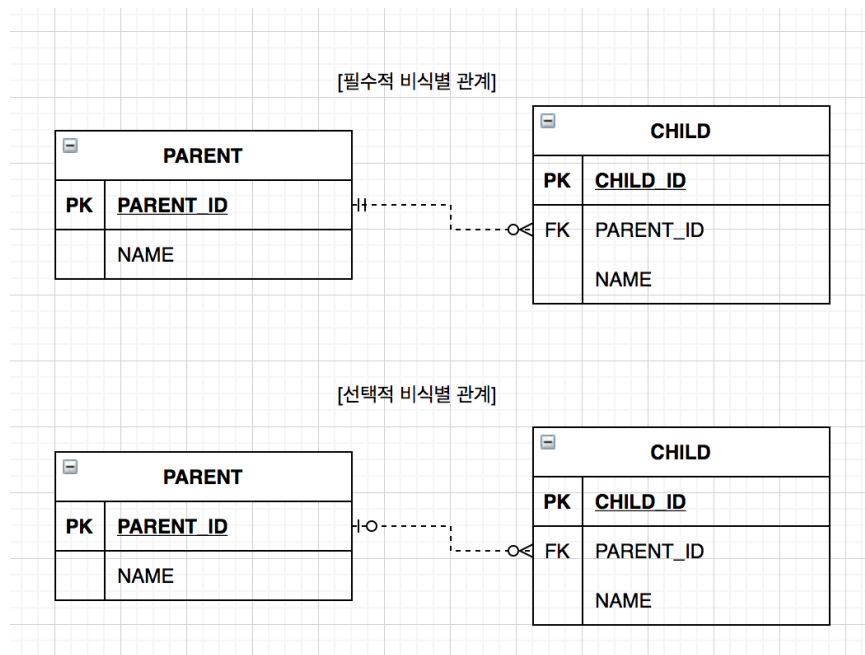 [필수적 비식별 관계]
PARENT
PK PARENT_ID
NAME
CHILD
PK CHILD_ID
FK PARENT_ID
NAME
[선택적 비식별 관계]
PARENT
PK PARENT_ID
NAME
CHILD
PK CHILD_ID
FK PARENT_ID
NAME